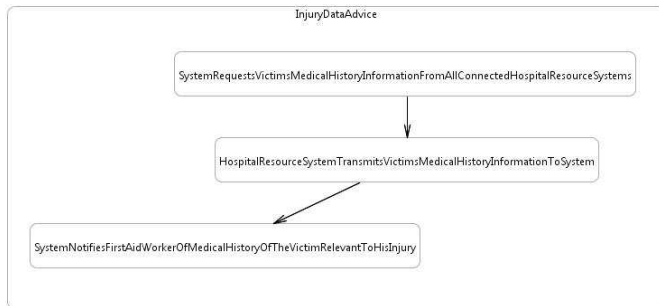 InjuryDataAdvice
SystemRequestsVictimsMedicalHistoryInformationFromAllConnectedHospitalResourceSystems
HospitalResourceSystemTransmitsVictimsMedicalHistoryInformationToSystem
SystemNotifiesFirstAidWorkerOfMedicalHistoryOfTheVictimRelevantToHisInjury